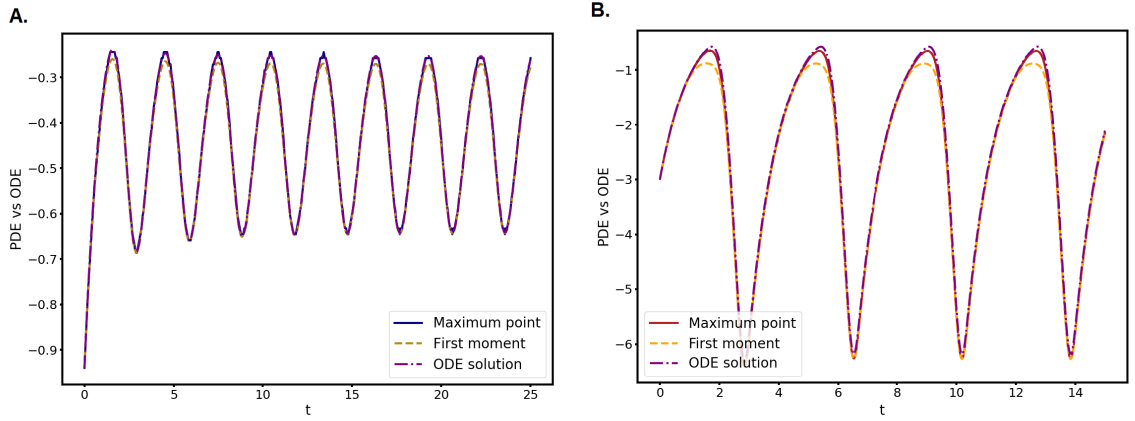 A.
−0.3
−0.4
−0.5
−0.6
−0.7
−0.8
−0.9
PDE vs ODE
0 5 10 15 20 25
t
Maximum point
First moment
ODE solution
B.
−1
−2
−3
−4
−5
−6
PDE vs ODE
0 2 4 6 8 10 12 14
t
Maximum point
First moment
ODE solution